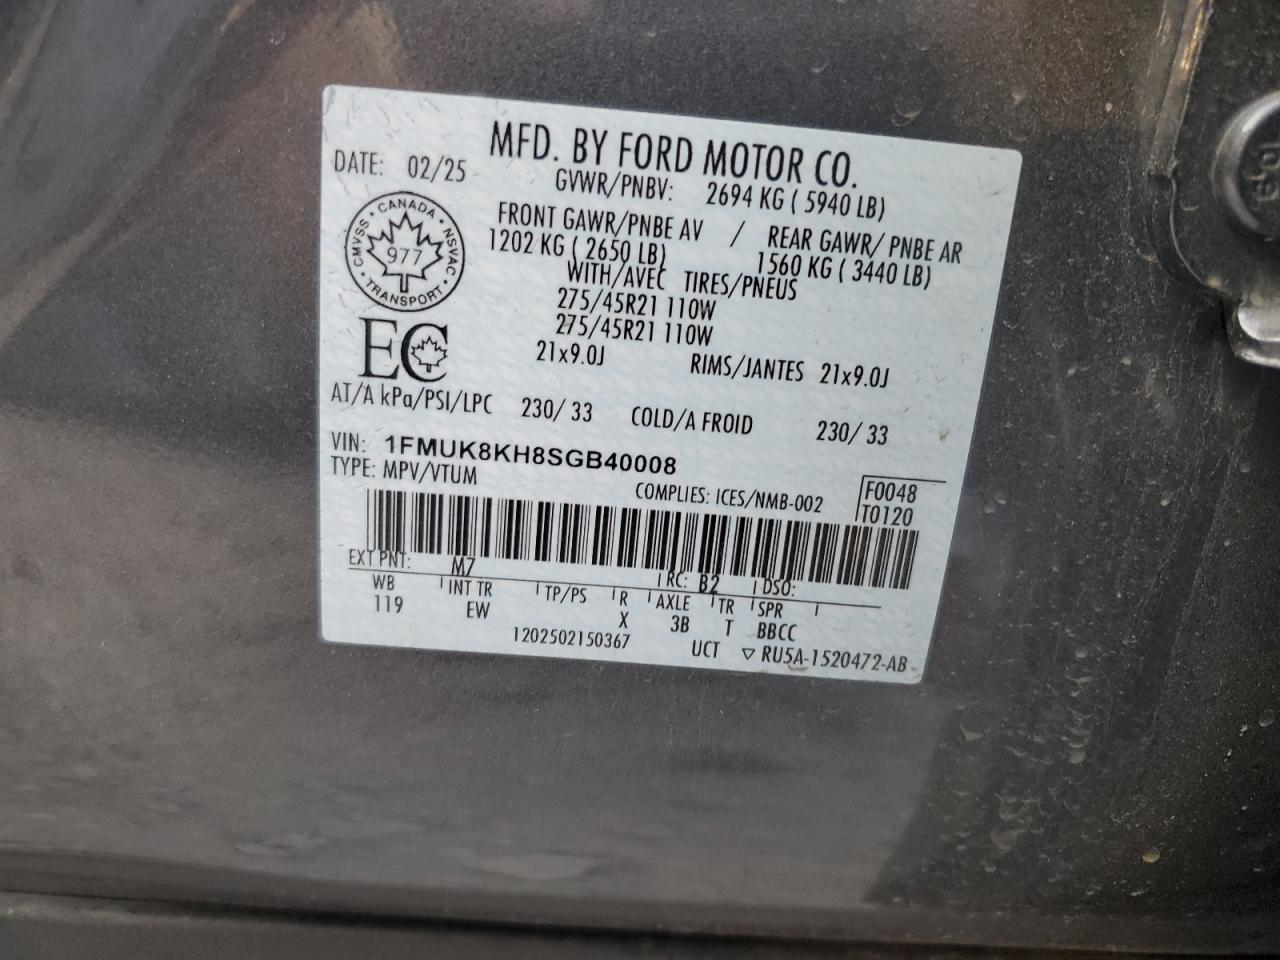 MFD. BY FORD MOTOR CO.
DATE: 02/25
GVWR/PNBV: 2694 KG ( 5940 LB)
FRONT GAWR/PNBE AV / REAR GAWR/ PNBE AR
1202 KG ( 2650 LB) 1560 KG ( 3440 LB)
WITH/AVEC TIRES/PNEUS
275/45R21 110W
275/45R21 110W
21x9.0J RIMS/JANTES 21x9.0J
CMVSS • CANADA • NSVAC • TRANSPORT •
977
EC
AT/A kPa/PSI/LPC 230/ 33 COLD/A FROID 230/ 33
VIN: 1FMUK8KH8SGB40008
TYPE: MPV/VTUM
COMPLIES: ICES/NMB-002
F0048
T0120
EXT PNT: M7 RC: B2 DSO:
WB INT TR TP/PS R AXLE TR SPR
119 EW X 3B T BBCC
1202502150367 UCT ▽ RU5A-1520472-AB